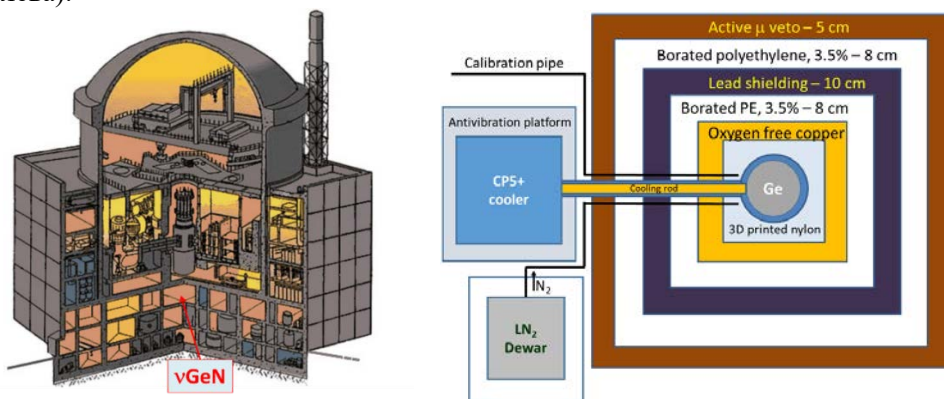 νGeN
Active μ veto – 5 cm
Borated polyethylene, 3.5% – 8 cm
Calibration pipe
Lead shielding – 10 cm
Borated PE, 3.5% – 8 cm
Antivibration platform
Oxygen free copper
CP5+
cooler
Cooling rod
Ge
3D printed nylon
N₂
LN₂
Dewar